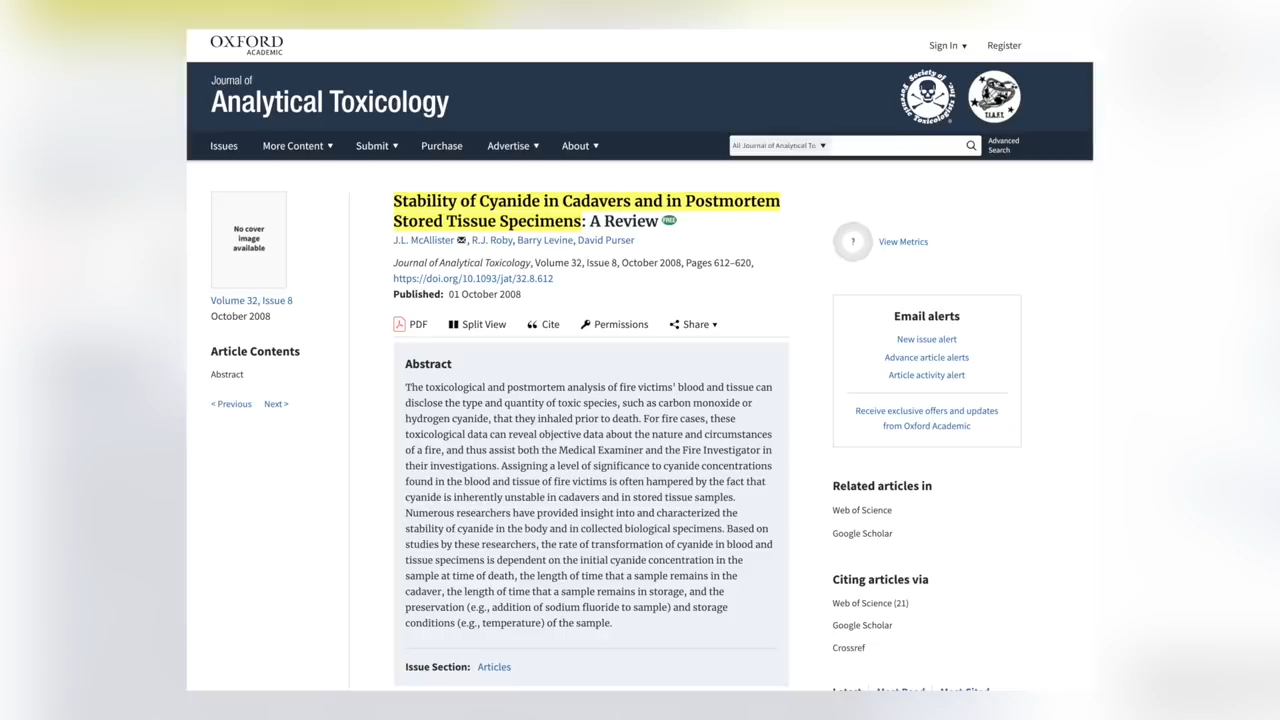 OXFORD
ACADEMIC
Sign In ▼ Register
Journal of
Analytical Toxicology
Society of Forensic Toxicologists
T.I.A.F.T.
Issues More Content ▼ Submit ▼ Purchase Advertise ▼ About ▼
All Journal of Analytical To ▼
Advanced
Search
No cover
image
available
Volume 32, Issue 8
October 2008
Article Contents
Abstract
< Previous Next >
Stability of Cyanide in Cadavers and in Postmortem
Stored Tissue Specimens: A Review FREE
J.L. McAllister, R.J. Roby, Barry Levine, David Purser
Journal of Analytical Toxicology, Volume 32, Issue 8, October 2008, Pages 612–620,
https://doi.org/10.1093/jat/32.8.612
Published: 01 October 2008
PDF Split View Cite Permissions Share ▼
Abstract
The toxicological and postmortem analysis of fire victims' blood and tissue can
disclose the type and quantity of toxic species, such as carbon monoxide or
hydrogen cyanide, that they inhaled prior to death. For fire cases, these
toxicological data can reveal objective data about the nature and circumstances
of a fire, and thus assist both the Medical Examiner and the Fire Investigator in
their investigations. Assigning a level of significance to cyanide concentrations
found in the blood and tissue of fire victims is often hampered by the fact that
cyanide is inherently unstable in cadavers and in stored tissue samples.
Numerous researchers have provided insight into and characterized the
stability of cyanide in the body and in collected biological specimens. Based on
studies by these researchers, the rate of transformation of cyanide in blood and
tissue specimens is dependent on the initial cyanide concentration in the
sample at time of death, the length of time that a sample remains in the
cadaver, the length of time that a sample remains in storage, and the
preservation (e.g., addition of sodium fluoride to sample) and storage
conditions (e.g., temperature) of the sample.
Issue Section: Articles
? View Metrics
Email alerts
New issue alert
Advance article alerts
Article activity alert
Receive exclusive offers and updates
from Oxford Academic
Related articles in
Web of Science
Google Scholar
Citing articles via
Web of Science (21)
Google Scholar
Crossref
Latest Most Read Most Cited